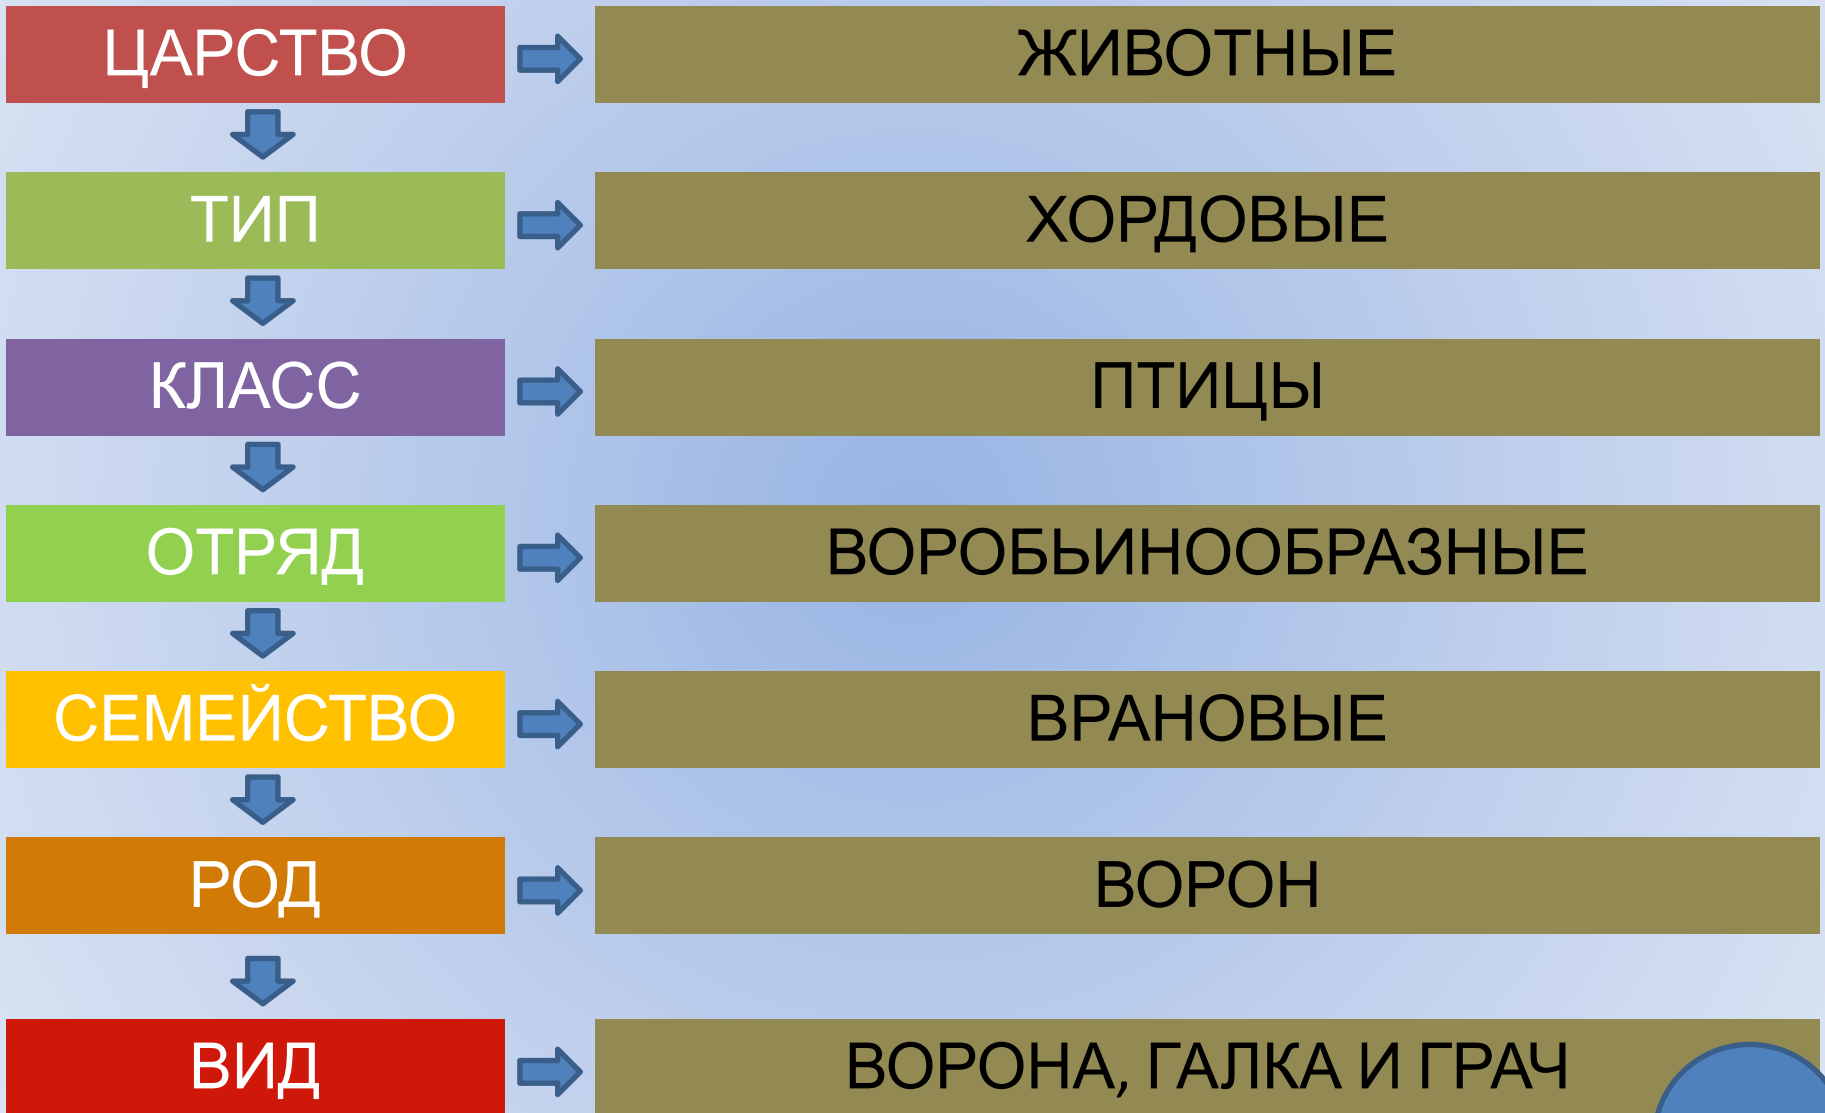 ЦАРСТВО ЖИВОТНЫЕ
ТИП ХОРДОВЫЕ
КЛАСС ПТИЦЫ
ОТРЯД ВОРОБЬИНООБРАЗНЫЕ
СЕМЕЙСТВО ВРАНОВЫЕ
РОД ВОРОН
ВИД ВОРОНА, ГАЛКА И ГРАЧ